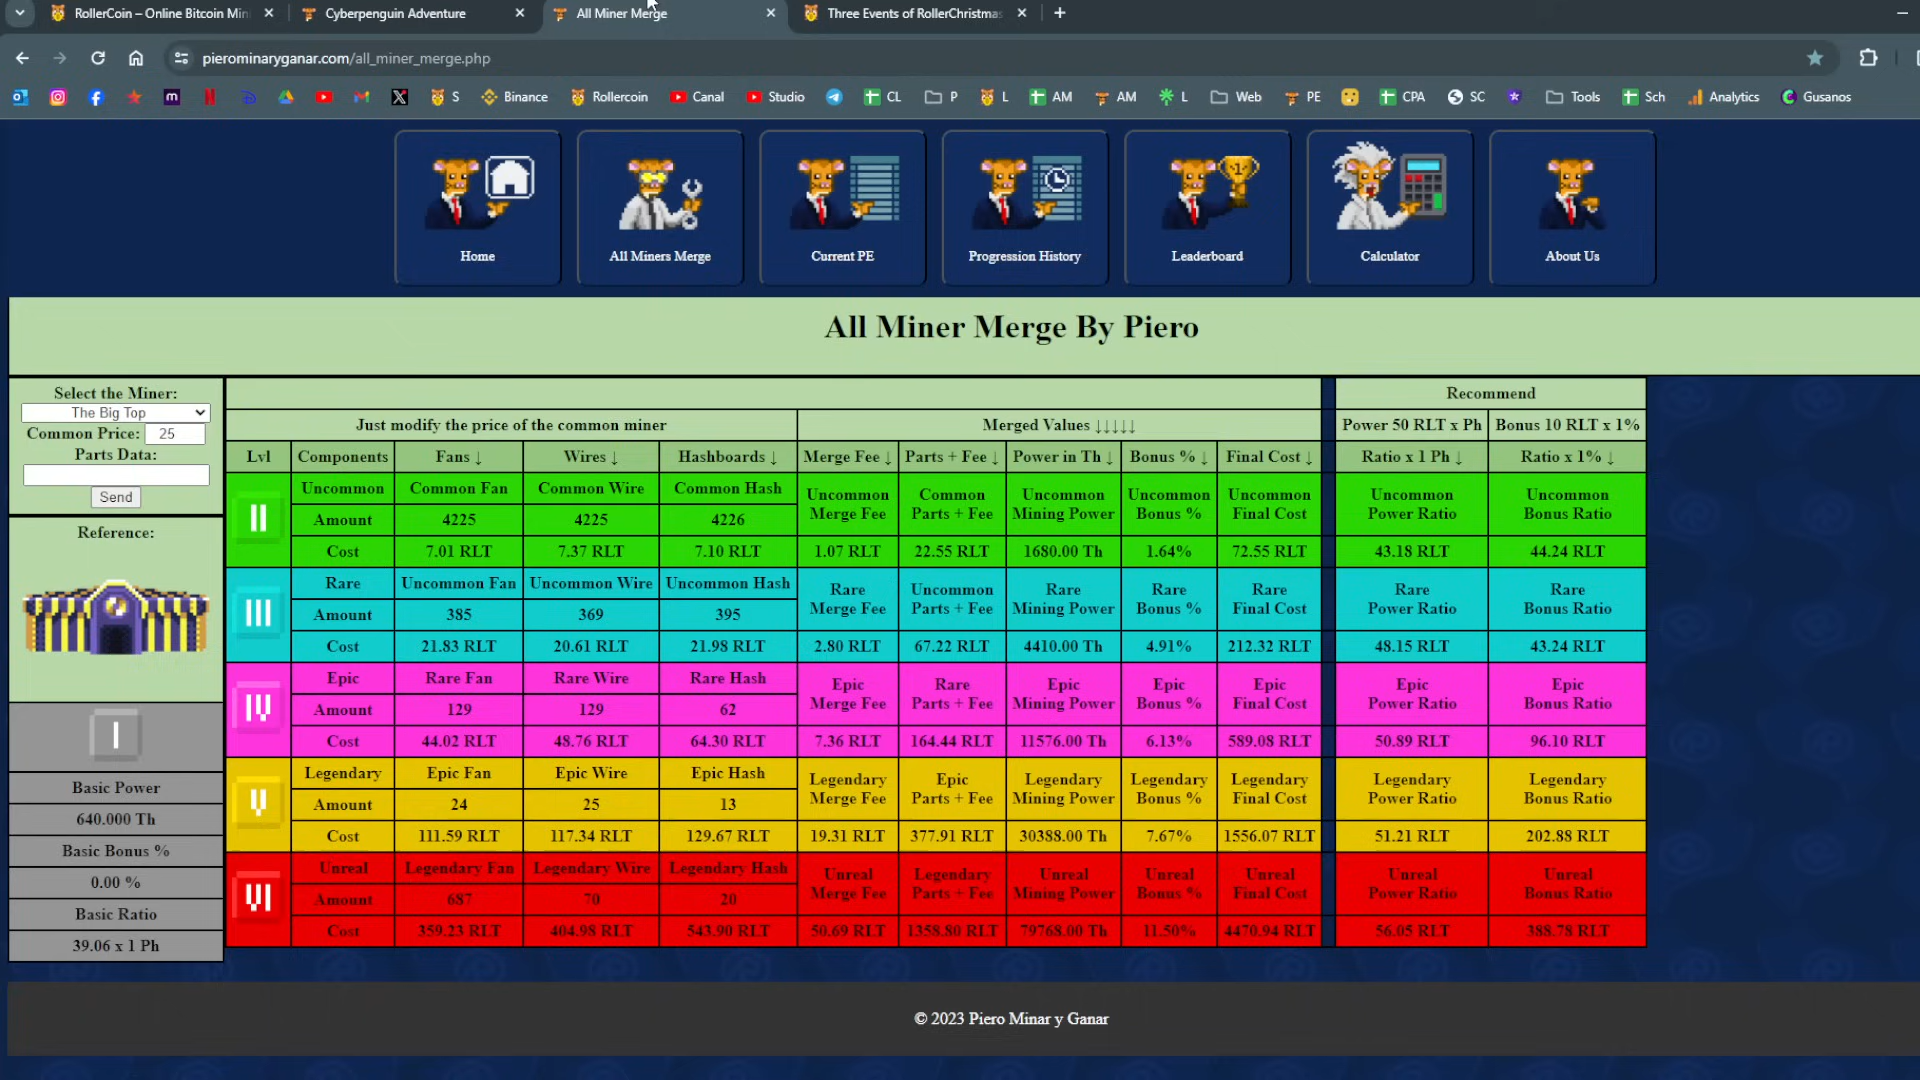 RollerCoin – Online Bitcoin Min
Cyberpenguin Adventure
All Miner Merge
Three Events of RollerChristmas
pierominaryganar.com/all_miner_merge.php
S Binance Rollercoin Canal Studio CL P L AM AM L Web PE CPA SC Tools Sch Analytics Gusanos
Home
All Miners Merge
Current PE
Progression History
Leaderboard
Calculator
About Us
All Miner Merge By Piero
Select the Miner:
The Big Top
Common Price: 25
Parts Data:
Send
Reference:
I
Basic Power
640.000 Th
Basic Bonus %
0.00 %
Basic Ratio
39.06 x 1 Ph
Recommend
Just modify the price of the common miner Merged Values ↓↓↓↓↓ Power 50 RLT x Ph Bonus 10 RLT x 1%
Lvl Components Fans ↓ Wires ↓ Hashboards ↓ Merge Fee ↓ Parts + Fee ↓ Power in Th ↓ Bonus % ↓ Final Cost ↓ Ratio x 1 Ph ↓ Ratio x 1% ↓
II Uncommon Common Fan Common Wire Common Hash Uncommon Merge Fee Common Parts + Fee Uncommon Mining Power Uncommon Bonus % Uncommon Final Cost Uncommon Power Ratio Uncommon Bonus Ratio
Amount 4225 4225 4226
Cost 7.01 RLT 7.37 RLT 7.10 RLT 1.07 RLT 22.55 RLT 1680.00 Th 1.64% 72.55 RLT 43.18 RLT 44.24 RLT
III Rare Uncommon Fan Uncommon Wire Uncommon Hash Rare Merge Fee Uncommon Parts + Fee Rare Mining Power Rare Bonus % Rare Final Cost Rare Power Ratio Rare Bonus Ratio
Amount 385 369 395
Cost 21.83 RLT 20.61 RLT 21.98 RLT 2.80 RLT 67.22 RLT 4410.00 Th 4.91% 212.32 RLT 48.15 RLT 43.24 RLT
IV Epic Rare Fan Rare Wire Rare Hash Epic Merge Fee Rare Parts + Fee Epic Mining Power Epic Bonus % Epic Final Cost Epic Power Ratio Epic Bonus Ratio
Amount 129 129 62
Cost 44.02 RLT 48.76 RLT 64.30 RLT 7.36 RLT 164.44 RLT 11576.00 Th 6.13% 589.08 RLT 50.89 RLT 96.10 RLT
V Legendary Epic Fan Epic Wire Epic Hash Legendary Merge Fee Epic Parts + Fee Legendary Mining Power Legendary Bonus % Legendary Final Cost Legendary Power Ratio Legendary Bonus Ratio
Amount 24 25 13
Cost 111.59 RLT 117.34 RLT 129.67 RLT 19.31 RLT 377.91 RLT 30388.00 Th 7.67% 1556.07 RLT 51.21 RLT 202.88 RLT
VI Unreal Legendary Fan Legendary Wire Legendary Hash Unreal Merge Fee Legendary Parts + Fee Unreal Mining Power Unreal Bonus % Unreal Final Cost Unreal Power Ratio Unreal Bonus Ratio
Amount 687 70 20
Cost 359.23 RLT 404.98 RLT 543.90 RLT 50.69 RLT 1358.80 RLT 79768.00 Th 11.50% 4470.94 RLT 56.05 RLT 388.78 RLT
© 2023 Piero Minar y Ganar